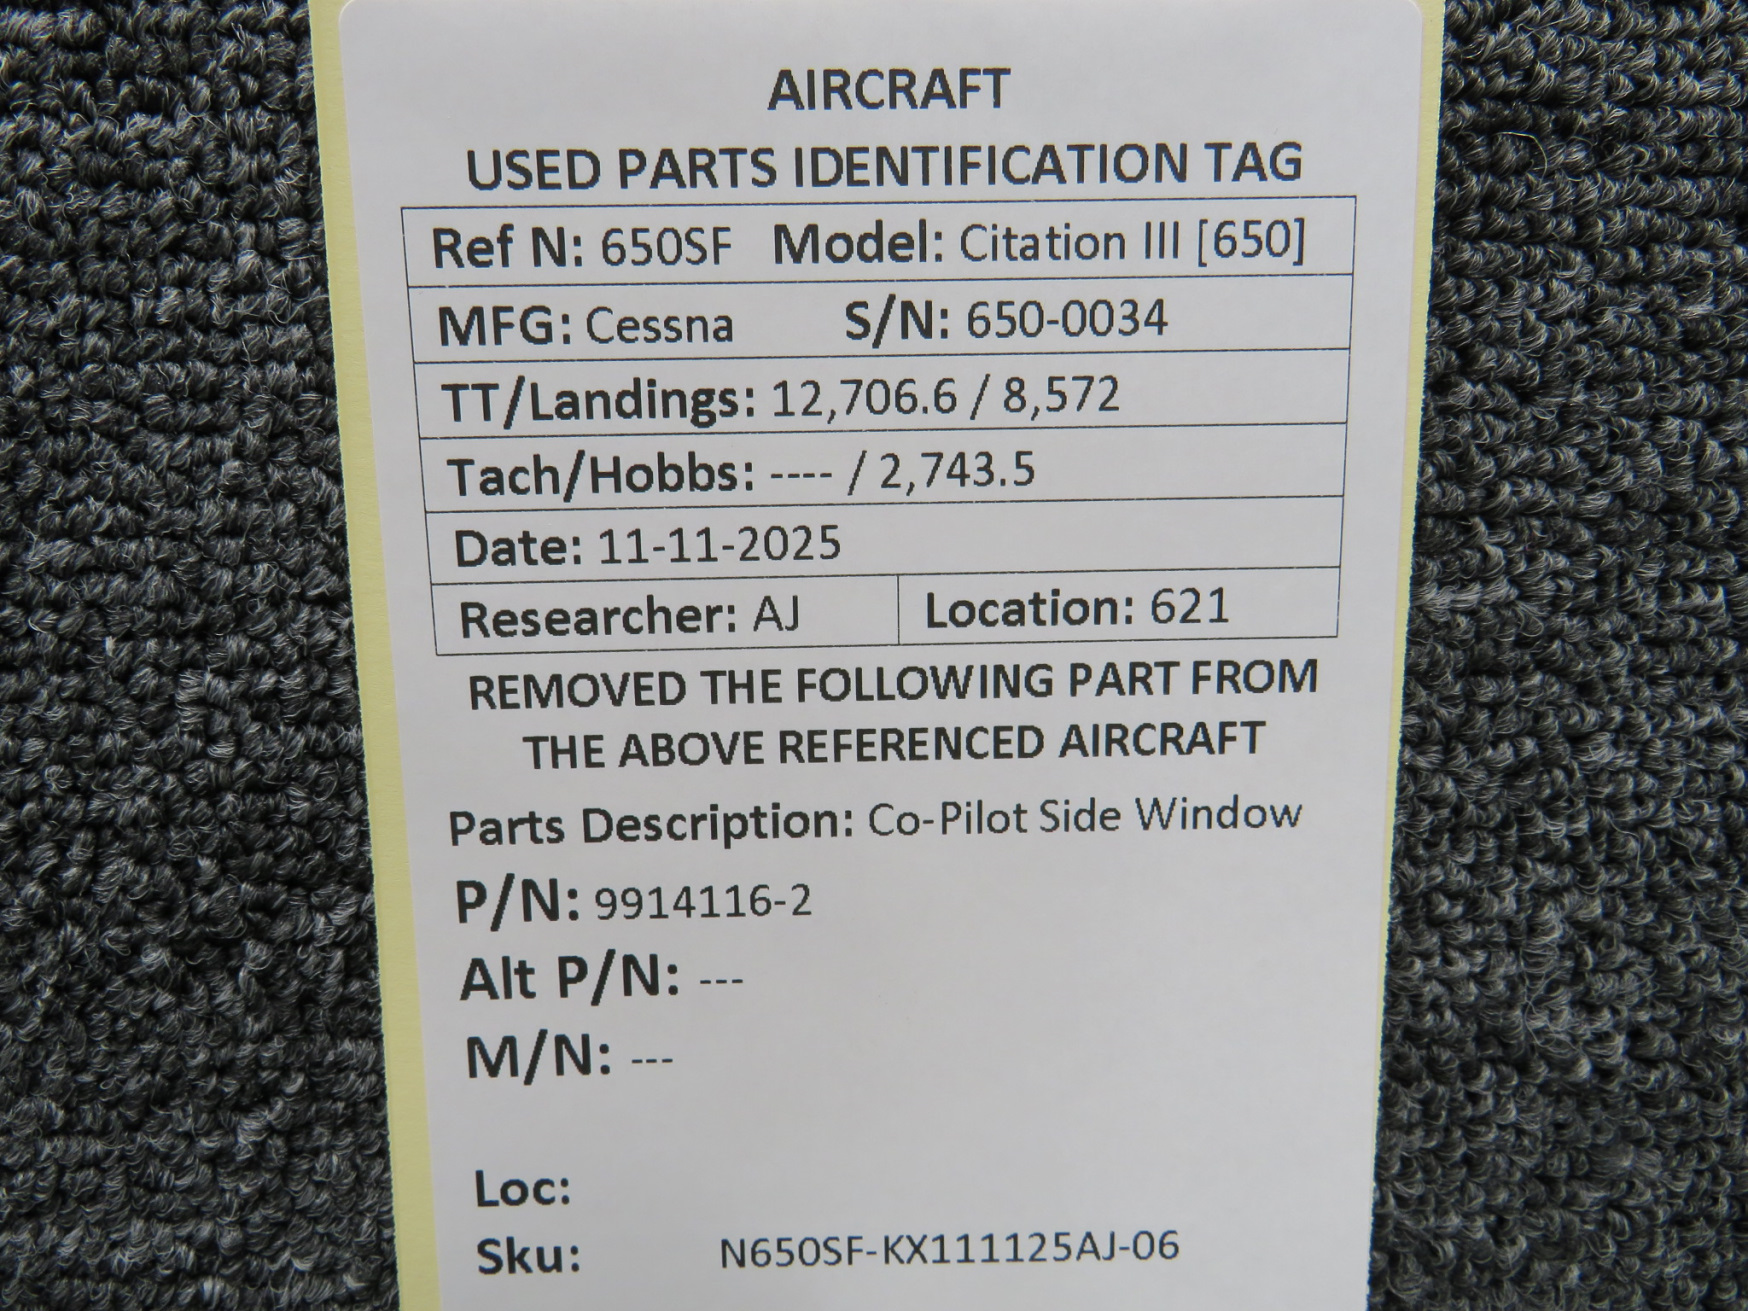 AIRCRAFT
USED PARTS IDENTIFICATION TAG
Ref N: 650SF Model: Citation III [650]
MFG: Cessna S/N: 650-0034
TT/Landings: 12,706.6 / 8,572
Tach/Hobbs: ---- / 2,743.5
Date: 11-11-2025
Researcher: AJ Location: 621
REMOVED THE FOLLOWING PART FROM
THE ABOVE REFERENCED AIRCRAFT
Parts Description: Co-Pilot Side Window
P/N: 9914116-2
Alt P/N: ---
M/N: ---
Loc:
Sku: N650SF-KX111125AJ-06